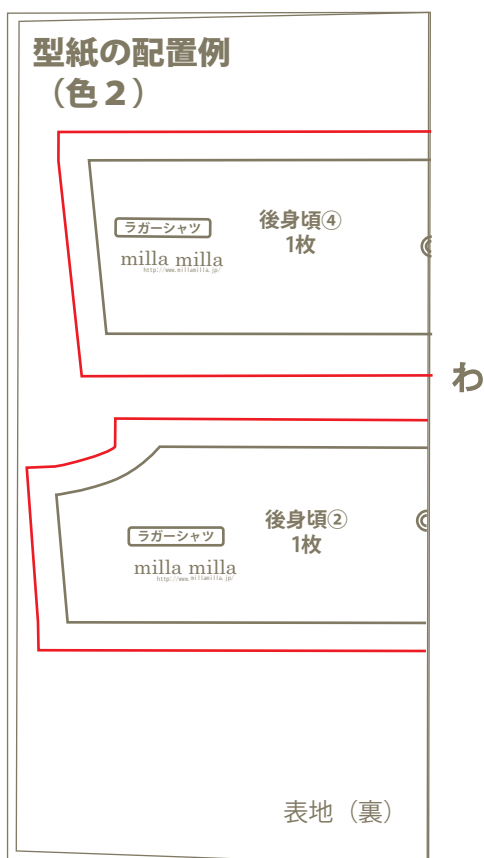 型紙の配置例
（色２）
ラガーシャツ
後身頃④
1枚
milla milla
http://www.millamilla.jp/
わ
ラガーシャツ
後身頃②
1枚
milla milla
http://www.millamilla.jp/
表地（裏）